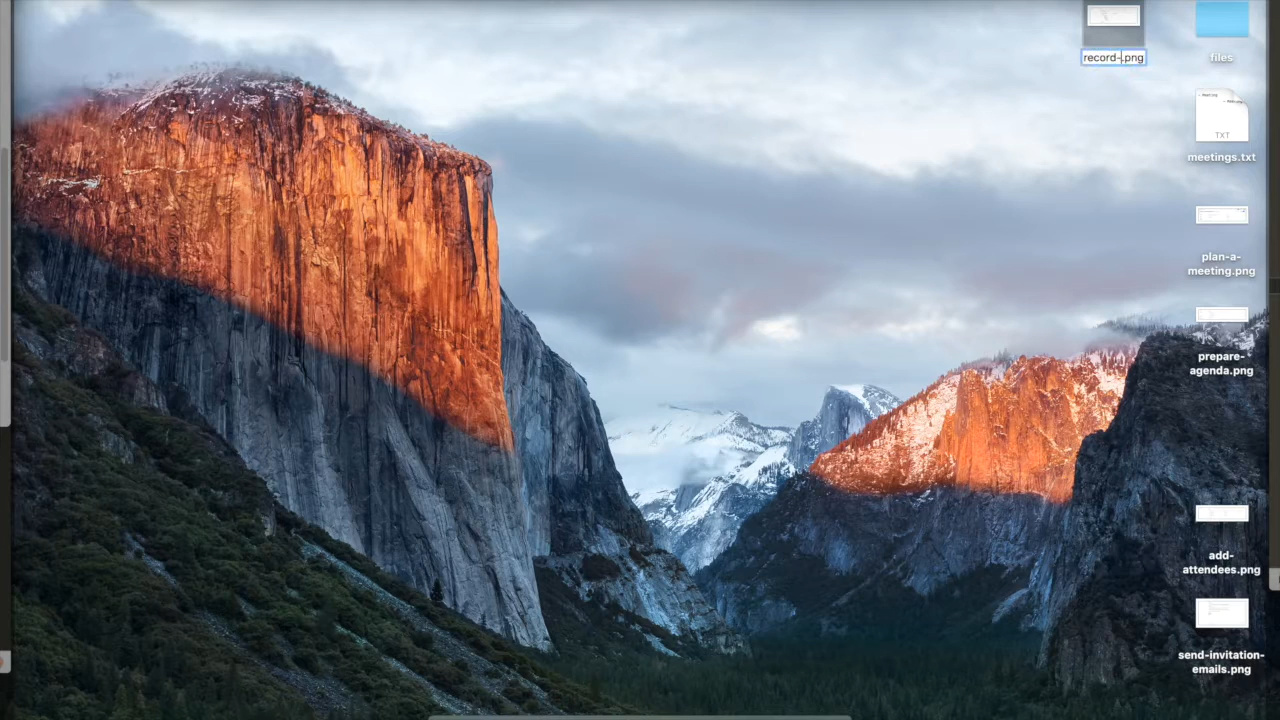 record-.png
files
TXT
meetings.txt
plan-a-
meeting.png
prepare-
agenda.png
add-
attendees.png
send-invitation-
emails.png